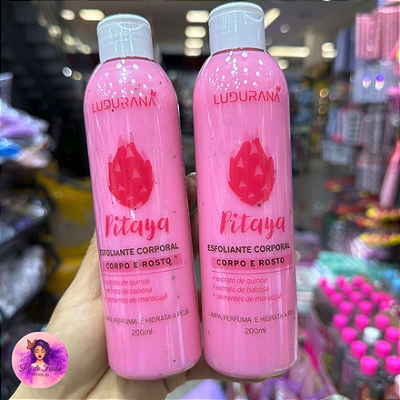 LUDURANA
Pitaya
ESFOLIANTE CORPORAL
CORPO E ROSTO
• extrato de quinoa
• extrato de babosa
• sementes de maracujá
LIMPA, PERFUMA E HIDRATA A PELE
200ml
LUDURANA
Pitaya
ESFOLIANTE CORPORAL
CORPO E ROSTO
• extrato de quinoa
• extrato de babosa
• sementes de maracujá
LIMPA, PERFUMA E HIDRATA A PELE
200ml